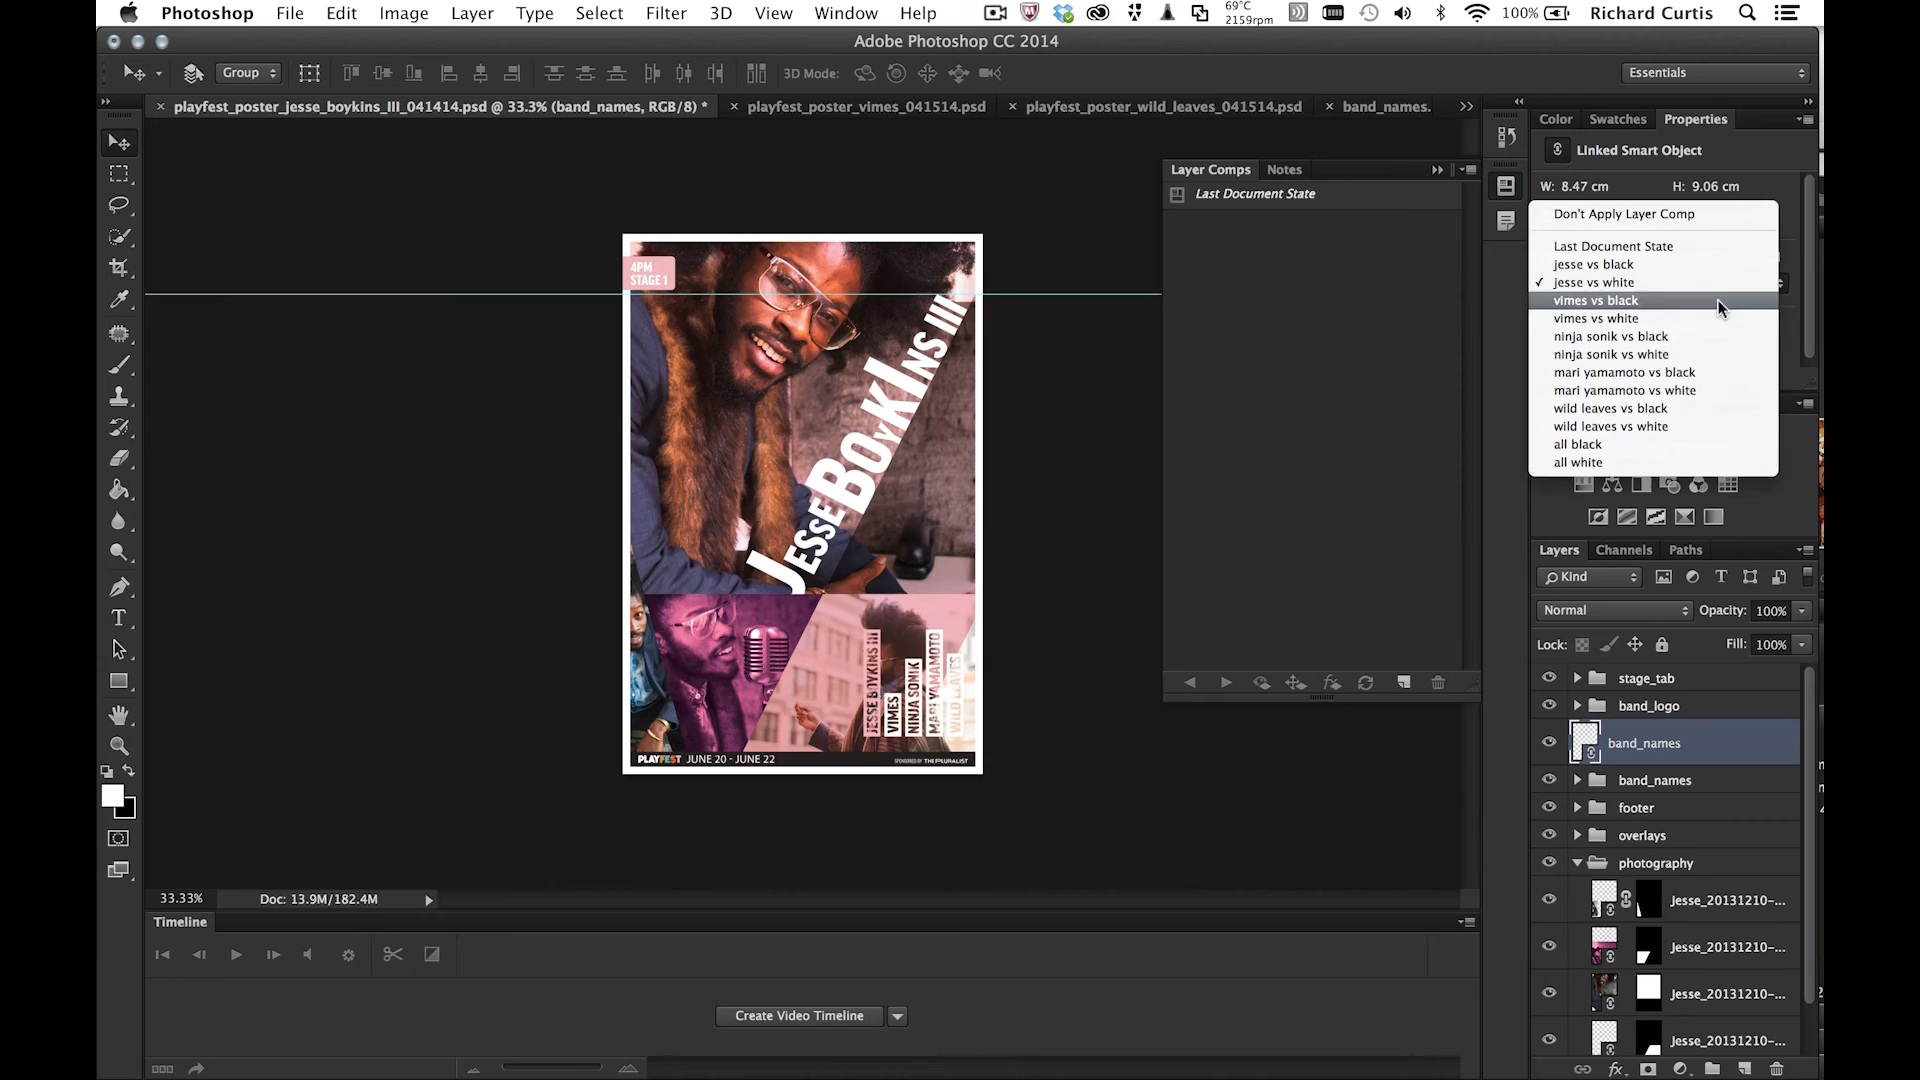 Photoshop File Edit Image Layer Type Select Filter 3D View Window Help 69°C 2159rpm 100% Richard Curtis
Adobe Photoshop CC 2014
Group 3D Mode: Essentials
playfest_poster_jesse_boykins_III_041414.psd @ 33.3% (band_names, RGB/8) * playfest_poster_vimes_041514.psd playfest_poster_wild_leaves_041514.psd band_names.
Color Swatches Properties
Linked Smart Object
W: 8.47 cm H: 9.06 cm
Layer Comps Notes
Last Document State
Don't Apply Layer Comp
Last Document State
jesse vs black
jesse vs white
vimes vs black
vimes vs white
ninja sonik vs black
ninja sonik vs white
mari yamamoto vs black
mari yamamoto vs white
wild leaves vs black
wild leaves vs white
all black
all white
4PM
STAGE 1
JESSE BOYKINS III
JESSE BOYKINS III
VIMES
NINJA SONIK
MARI YAMAMOTO
WILD LEAVES
PLAYFEST JUNE 20 - JUNE 22 SPONSORED BY THE PLURALIST
Layers Channels Paths
Kind
Normal Opacity: 100%
Lock: Fill: 100%
stage_tab
band_logo
band_names
band_names
footer
overlays
photography
Jesse_20131210-...
Jesse_20131210-...
Jesse_20131210-...
Jesse_20131210-...
33.33% Doc: 13.9M/182.4M
Timeline
Create Video Timeline